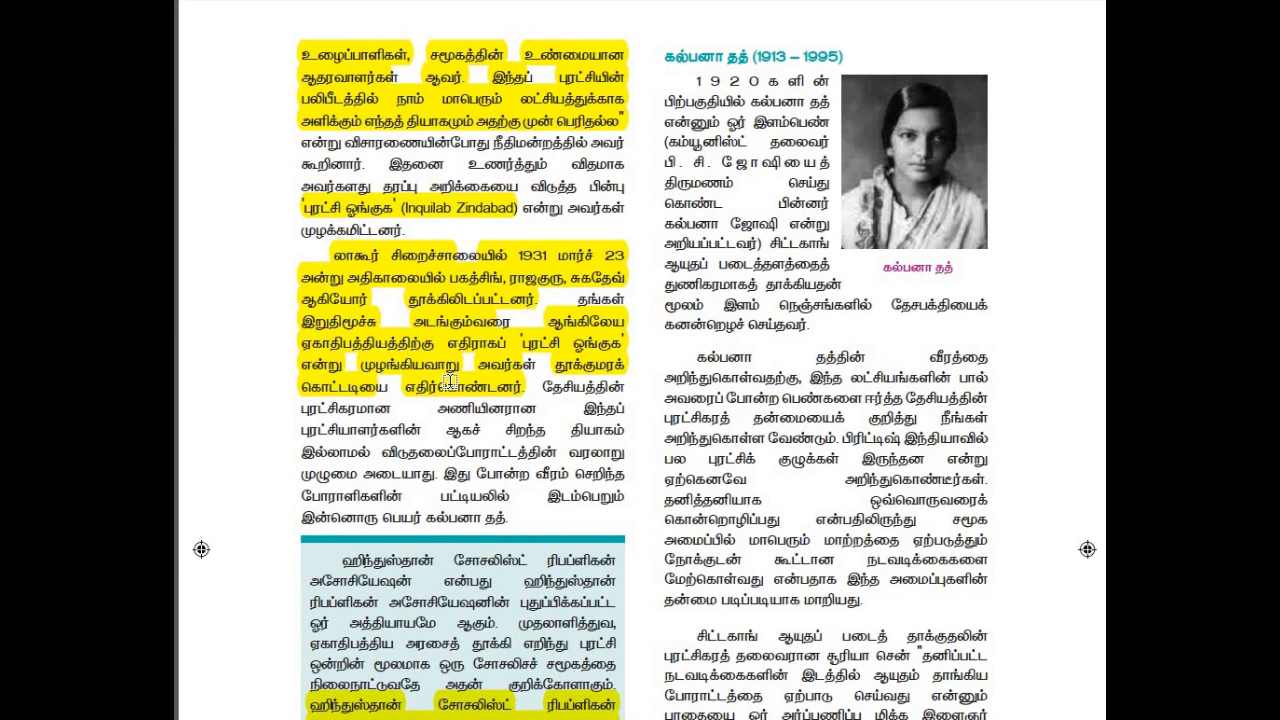 உழைப்பாளிகள், சமூகத்தின் உண்மையான
ஆதரவாளர்கள் ஆவர். இந்தப் புரட்சியின்
பலிபீடத்தில் நாம் மாபெரும் லட்சியத்துக்காக
அளிக்கும் எந்தத் தியாகமும் அதற்கு முன் பெரிதல்ல"
என்று விசாரணையின்போது நீதிமன்றத்தில் அவர்
கூறினார். இதனை உணர்த்தும் விதமாக
அவர்களது தரப்பு அறிக்கையை விடுத்த பின்பு
'புரட்சி ஓங்குக' (Inquilab Zindabad) என்று அவர்கள்
முழக்கமிட்டனர்.
லாகூர் சிறைச்சாலையில் 1931 மார்ச் 23
அன்று அதிகாலையில் பகத்சிங், ராஜகுரு, சுகதேவ்
ஆகியோர் தூக்கிலிடப்பட்டனர். தங்கள்
இறுதிமூச்சு அடங்கும்வரை ஆங்கிலேய
ஏகாதிபத்தியத்திற்கு எதிராகப் 'புரட்சி ஓங்குக'
என்று முழங்கியவாறு அவர்கள் தூக்குமரக்
கொட்டடியை எதிர்கொண்டனர். தேசியத்தின்
புரட்சிகரமான அணியினரான இந்தப்
புரட்சியாளர்களின் ஆகச் சிறந்த தியாகம்
இல்லாமல் விடுதலைப்போராட்டத்தின் வரலாறு
முழுமை அடையாது. இது போன்ற வீரம் செறிந்த
போராளிகளின் பட்டியலில் இடம்பெறும்
இன்னொரு பெயர் கல்பனா தத்.
ஹிந்துஸ்தான் சோசலிஸ்ட் ரிபப்ளிகன்
அசோசியேஷன் என்பது ஹிந்துஸ்தான்
ரிபப்ளிகன் அசோசியேஷனின் புதுப்பிக்கப்பட்ட
ஓர் அத்தியாயமே ஆகும். முதலாளித்துவ,
ஏகாதிபத்திய அரசைத் தூக்கி எறிந்து புரட்சி
ஒன்றின் மூலமாக ஒரு சோசலிசச் சமூகத்தை
நிலைநாட்டுவதே அதன் குறிக்கோளாகும்.
ஹிந்துஸ்தான் சோசலிஸ்ட் ரிபப்ளிகன்
கல்பனா தத் (1913 – 1995)
1920களின்
பிற்பகுதியில் கல்பனா தத்
என்னும் ஓர் இளம்பெண்
(கம்யூனிஸ்ட் தலைவர்
பி. சி. ஜோஷியைத்
திருமணம் செய்து
கொண்ட பின்னர்
கல்பனா ஜோஷி என்று
அறியப்பட்டவர்) சிட்டகாங்
ஆயுதப் படைத்தளத்தைத்
துணிகரமாகத் தாக்கியதன்
மூலம் இளம் நெஞ்சங்களில் தேசபக்தியைக்
கனன்றெழச் செய்தவர்.
கல்பனா தத்
கல்பனா தத்தின் வீரத்தை
அறிந்துகொள்வதற்கு, இந்த லட்சியங்களின் பால்
அவரைப் போன்ற பெண்களை ஈர்த்த தேசியத்தின்
புரட்சிகரத் தன்மையைக் குறித்து நீங்கள்
அறிந்துகொள்ள வேண்டும். பிரிட்டிஷ் இந்தியாவில்
பல புரட்சிக் குழுக்கள் இருந்தன என்று
ஏற்கெனவே அறிந்துகொண்டீர்கள்.
தனித்தனியாக ஒவ்வொருவரைக்
கொன்றொழிப்பது என்பதிலிருந்து சமூக
அமைப்பில் மாபெரும் மாற்றத்தை ஏற்படுத்தும்
நோக்குடன் கூட்டான நடவடிக்கைகளை
மேற்கொள்வது என்பதாக இந்த அமைப்புகளின்
தன்மை படிப்படியாக மாறியது.
சிட்டகாங் ஆயுதப் படைத் தாக்குதலின்
புரட்சிகரத் தலைவரான சூரியா சென் "தனிப்பட்ட
நடவடிக்கைகளின் இடத்தில் ஆயுதம் தாங்கிய
போராட்டத்தை ஏற்பாடு செய்வது என்னும்
பாதையை ஓர் அர்ப்பணிப்பு மிக்க இளைஞர்